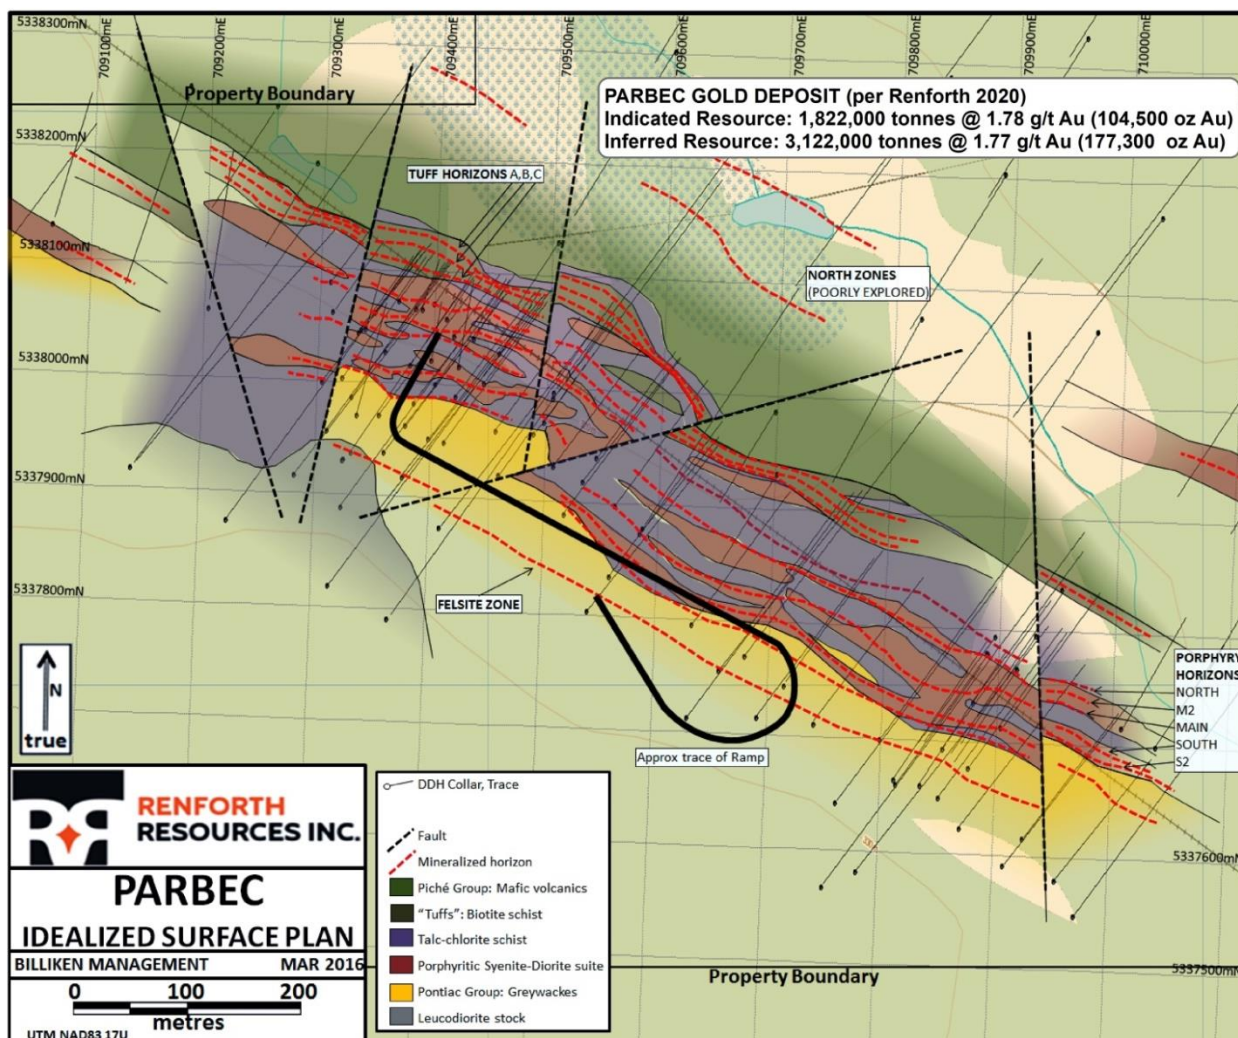 5338300mN
709100mE
709200mE
709300mE
709400mE
709500mE
709600mE
709700mE
709800mE
709900mE
710000mE
Property Boundary
PARBEC GOLD DEPOSIT (per Renforth 2020)
Indicated Resource: 1,822,000 tonnes @ 1.78 g/t Au (104,500 oz Au)
Inferred Resource: 3,122,000 tonnes @ 1.77 g/t Au (177,300 oz Au)
5338200mN
TUFF HORIZONS A,B,C
5338100mN
NORTH ZONES
(POORLY EXPLORED)
5338000mN
5337900mN
5337800mN
FELSITE ZONE
N
true
PORPHYRY
HORIZONS
NORTH
M2
MAIN
SOUTH
S2
Approx trace of Ramp
RENFORTH
RESOURCES INC.
PARBEC
IDEALIZED SURFACE PLAN
BILLIKEN MANAGEMENT MAR 2016
0 100 200
metres
UTM NAD83 17U
DDH Collar, Trace
Fault
Mineralized horizon
Piché Group: Mafic volcanics
"Tuffs": Biotite schist
Talc-chlorite schist
Porphyritic Syenite-Diorite suite
Pontiac Group: Greywackes
Leucodiorite stock
5337600mN
5337500mN
Property Boundary